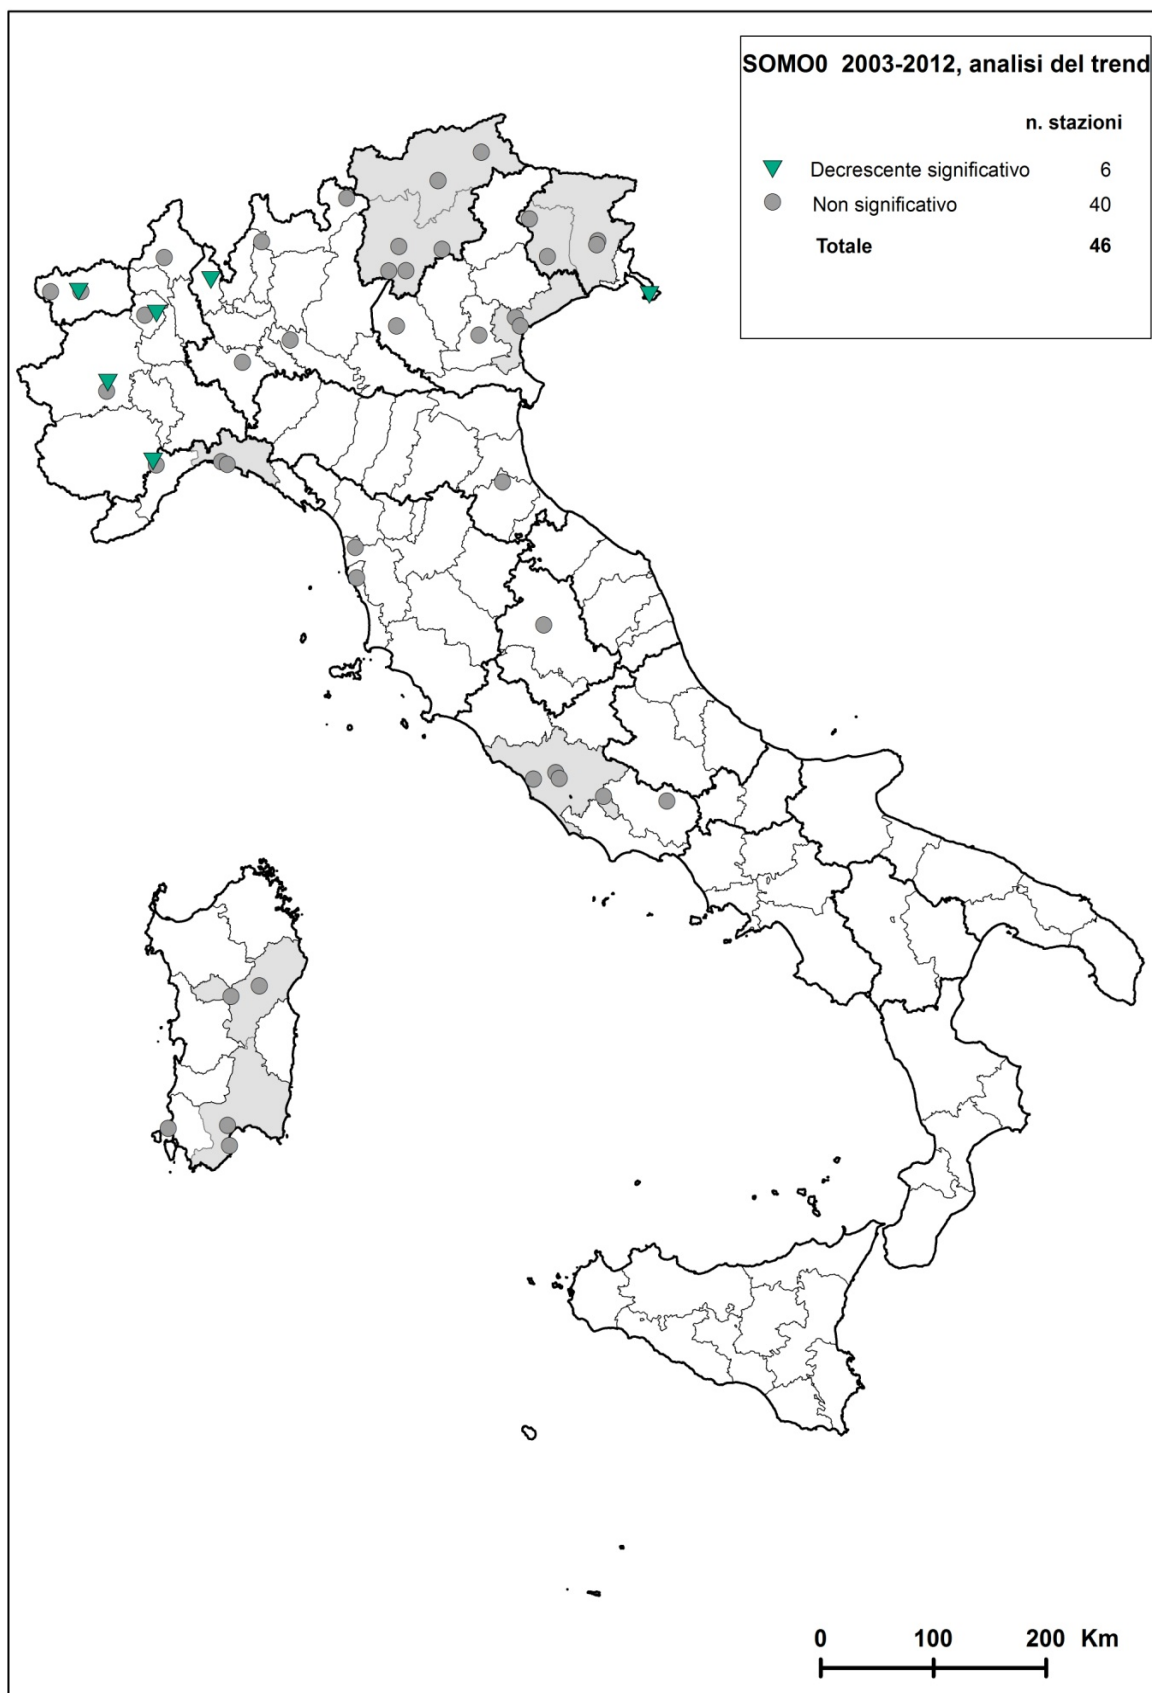 SOMO0 2003-2012, analisi del trend
n. stazioni
Decrescente significativo 6
Non significativo 40
Totale 46
0 100 200 Km